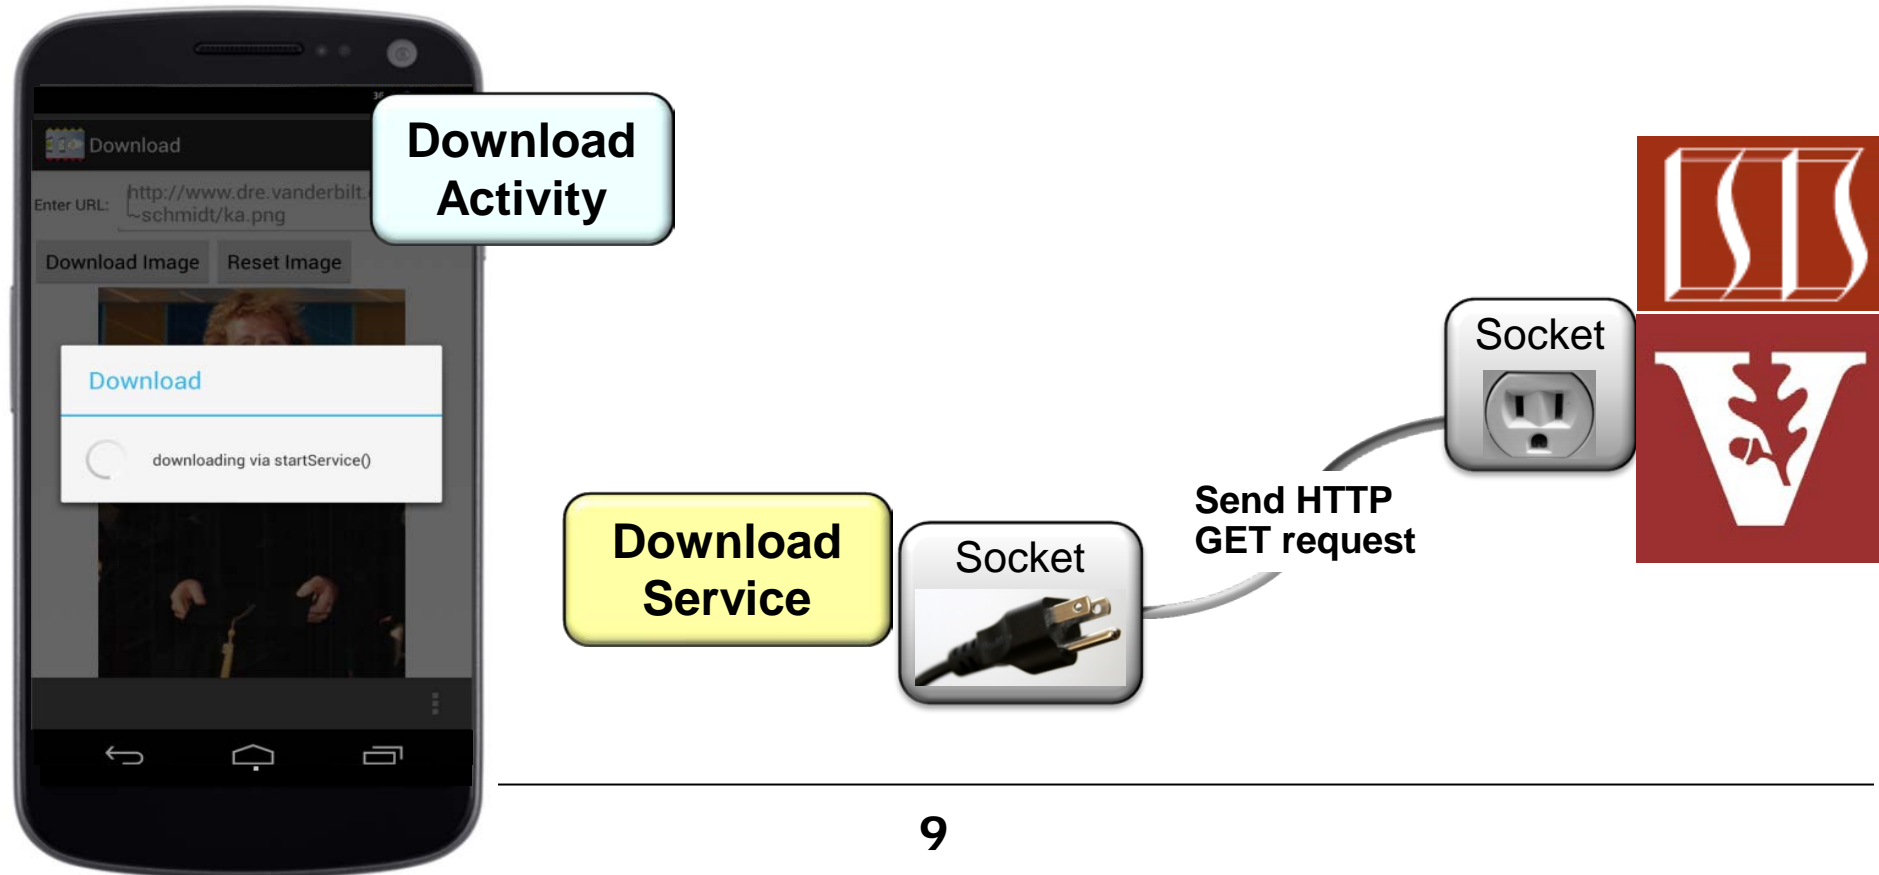 Download
Activity
Download
Enter URL:
http://www.dre.vanderbilt.
~schmidt/ka.png
Download Image
Reset Image
Download
downloading via startService()
Download
Service
Socket
Send HTTP
GET request
Socket
ISIS
V
9